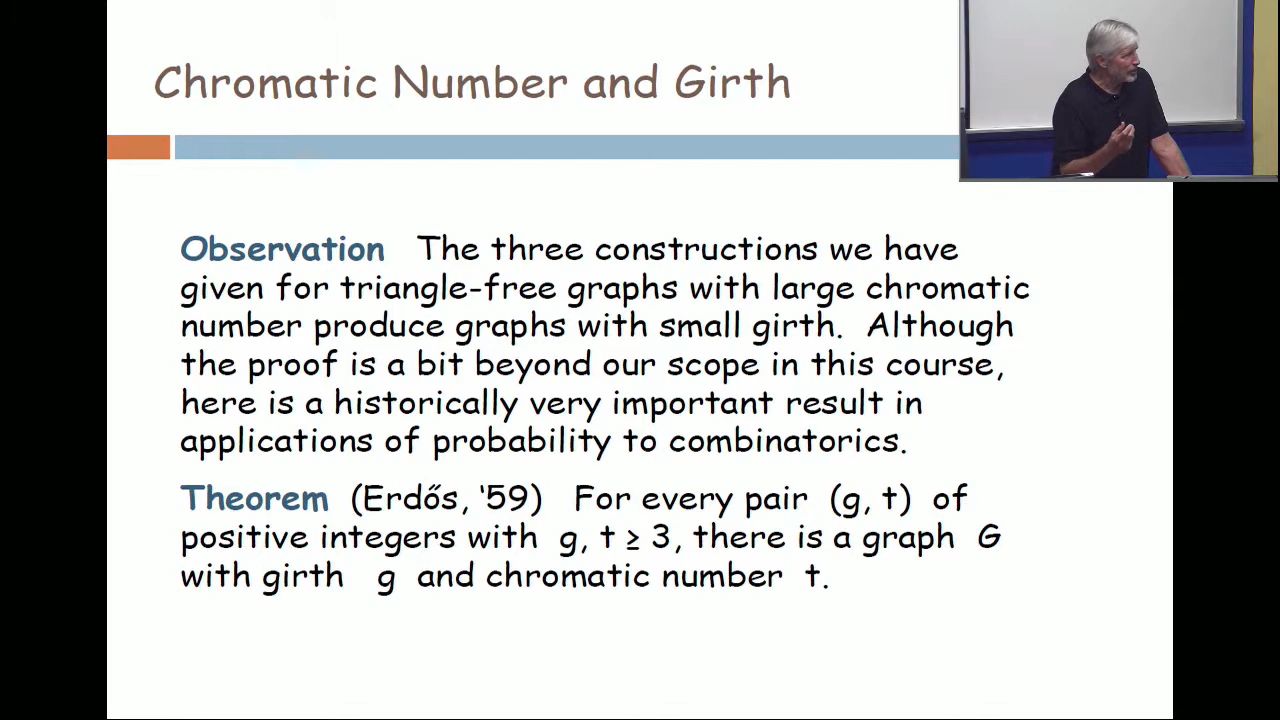 Chromatic Number and Girth
Observation The three constructions we have
given for triangle-free graphs with large chromatic
number produce graphs with small girth. Although
the proof is a bit beyond our scope in this course,
here is a historically very important result in
applications of probability to combinatorics.
Theorem (Erdős, ‘59) For every pair (g, t) of
positive integers with g, t ≥ 3, there is a graph G
with girth g and chromatic number t.